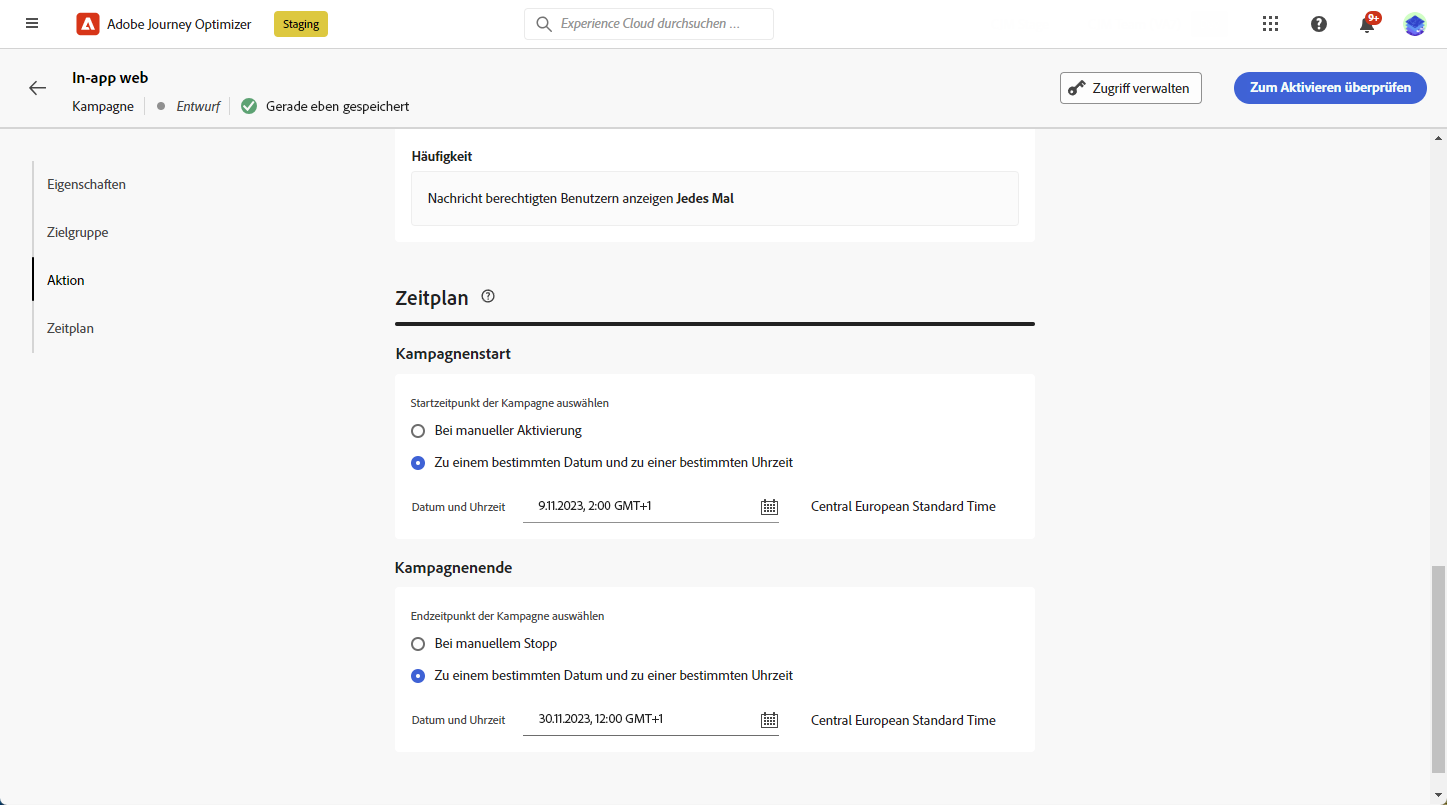 Adobe Journey Optimizer
Staging
Experience Cloud durchsuchen ...
9+
In-app web
Kampagne
Entwurf
Gerade eben gespeichert
Zugriff verwalten
Zum Aktivieren überprüfen
Eigenschaften
Zielgruppe
Aktion
Zeitplan
Häufigkeit
Nachricht berechtigten Benutzern anzeigen Jedes Mal
Zeitplan
Kampagnenstart
Startzeitpunkt der Kampagne auswählen
Bei manueller Aktivierung
Zu einem bestimmten Datum und zu einer bestimmten Uhrzeit
Datum und Uhrzeit
9.11.2023, 2:00 GMT+1
Central European Standard Time
Kampagnenende
Endzeitpunkt der Kampagne auswählen
Bei manuellem Stopp
Zu einem bestimmten Datum und zu einer bestimmten Uhrzeit
Datum und Uhrzeit
30.11.2023, 12:00 GMT+1
Central European Standard Time